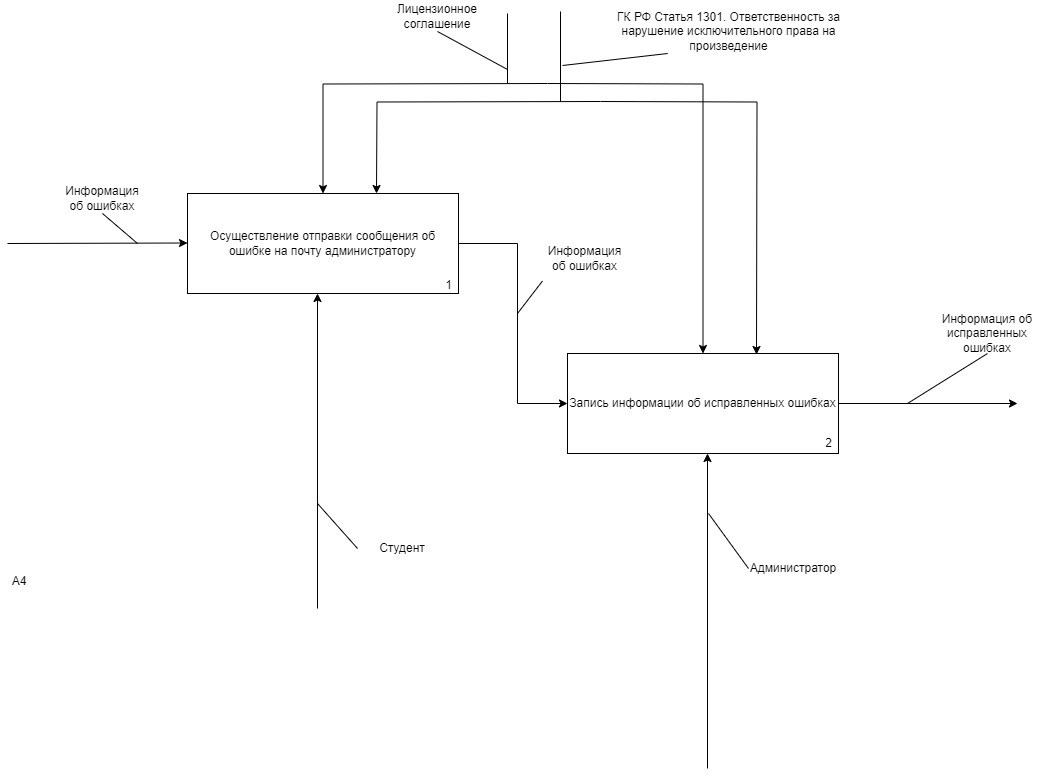 Лицензионное
соглашение
ГК РФ Статья 1301. Ответственность за
нарушение исключительного права на
произведение
Информация
об ошибках
Осуществление отправки сообщения об
ошибке на почту администратору
1
Информация
об ошибках
Информация об
исправленных
ошибках
Запись информации об исправленных ошибках
2
Студент
Администратор
А4